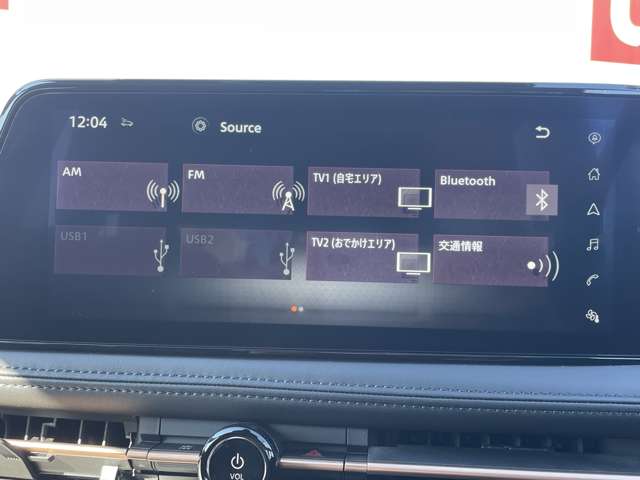 12:04
Source
AM
FM
TV1 (自宅エリア)
Bluetooth
USB1
USB2
TV2 (おでかけエリア)
交通情報
VOL